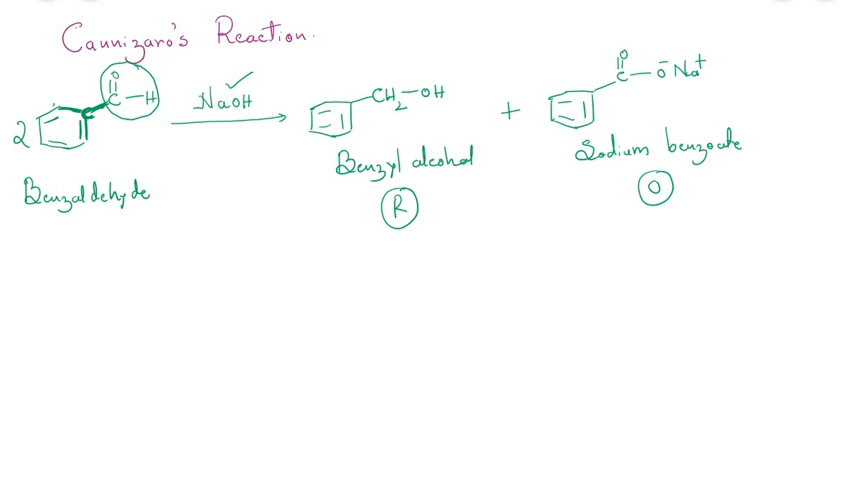 Cannizaro's Reaction.
O
2 C - H NaOH CH2 - OH + C - O⁻ Na⁺
O
Benzaldehyde Benzyl alcohol Sodium benzoate
R O